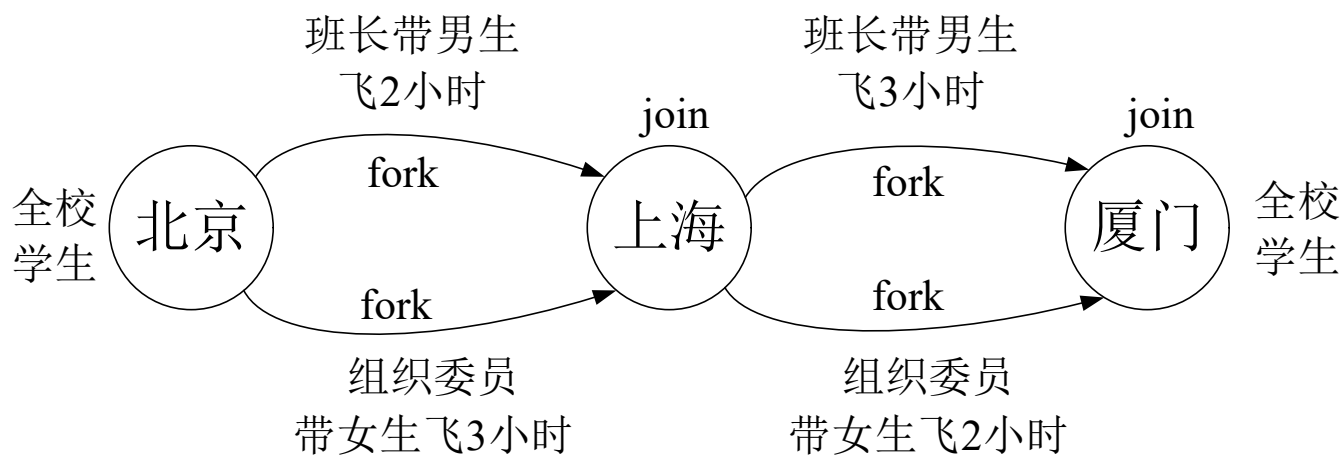 班长带男生
飞2小时
班长带男生
飞3小时
join
join
fork
fork
全校
学生
北京
上海
厦门
全校
学生
fork
fork
组织委员
带女生飞3小时
组织委员
带女生飞2小时